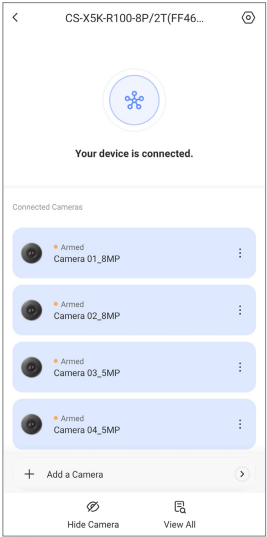 CS-X5K-R100-8P/2T(FF46...
Your device is connected.
Connected Cameras
Armed
Camera 01_8MP
Armed
Camera 02_8MP
Armed
Camera 03_5MP
Armed
Camera 04_5MP
Add a Camera
Hide Camera
View All